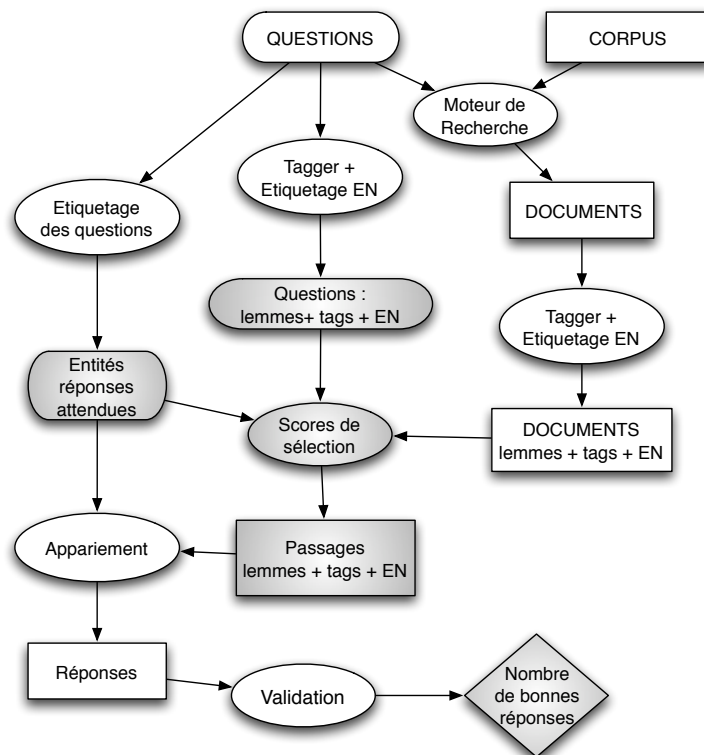 QUESTIONS
CORPUS
Moteur de
Recherche
Tagger +
Etiquetage EN
Etiquetage
des questions
DOCUMENTS
Questions :
lemmes+ tags + EN
Tagger +
Etiquetage EN
Entités
réponses
attendues
Scores de
sélection
DOCUMENTS
lemmes + tags + EN
Appariement
Passages
lemmes + tags + EN
Réponses
Validation
Nombre
de bonnes
réponses